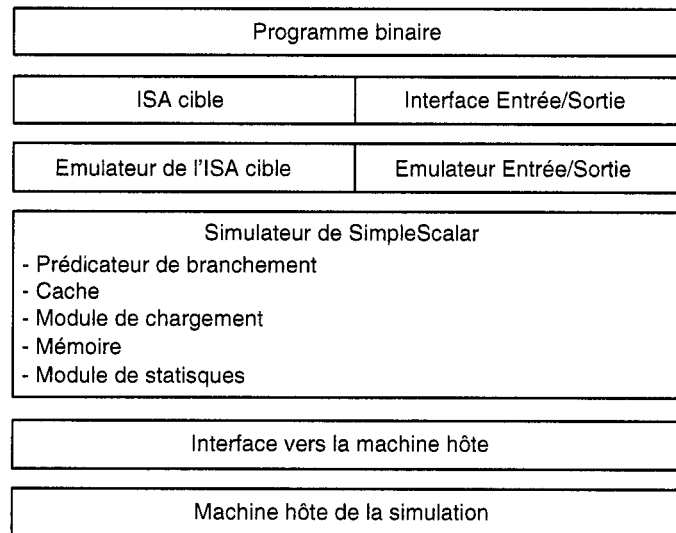 Programme binaire
ISA cible
Interface Entrée/Sortie
Emulateur de l'ISA cible
Emulateur Entrée/Sortie
Simulateur de SimpleScalar
- Prédicateur de branchement
- Cache
- Module de chargement
- Mémoire
- Module de statisques
Interface vers la machine hôte
Machine hôte de la simulation